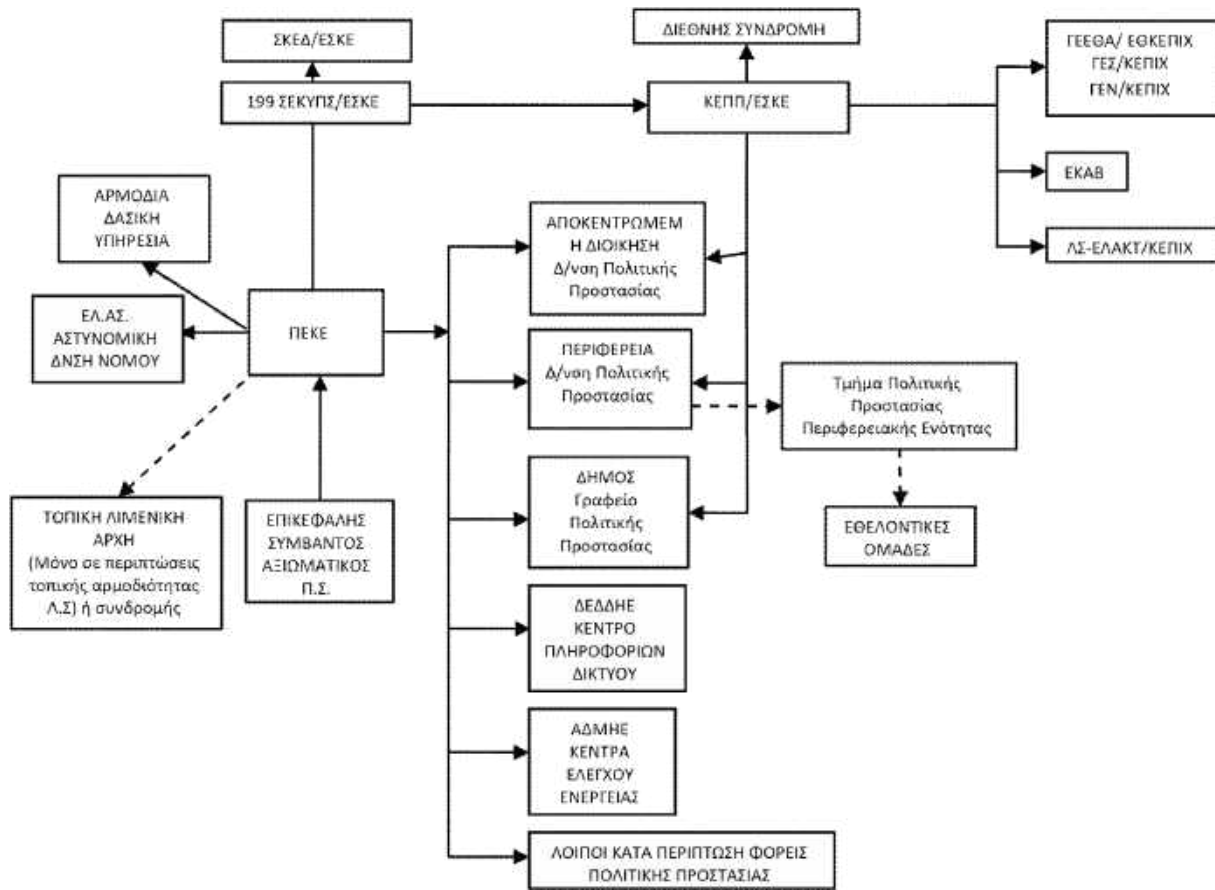 ΣΚΕΔ/ΕΣΚΕ
ΔΙΕΘΝΗΣ ΣΥΝΔΡΟΜΗ
ΓΕΕΘΑ/ ΕΘΚΕΠΙΧ
ΓΕΣ/ΚΕΠΙΧ
ΓΕΝ/ΚΕΠΙΧ
199 ΣΕΚΥΠΣ/ΕΣΚΕ
ΚΕΠΠ/ΕΣΚΕ
ΕΚΑΒ
ΛΣ-ΕΛΑΚΤ/ΚΕΠΙΧ
ΑΡΜΟΔΙΑ
ΔΑΣΙΚΗ
ΥΠΗΡΕΣΙΑ
ΑΠΟΚΕΝΤΡΩΜΕΜ
Η ΔΙΟΙΚΗΣΗ
Δ/νση Πολιτικής
Προστασίας
ΕΛ.ΑΣ.
ΑΣΤΥΝΟΜΙΚΗ
ΔΝΣΗ ΝΟΜΟΥ
ΠΕΚΕ
ΠΕΡΙΦΕΡΕΙΑ
Δ/νση Πολιτικής
Προστασίας
Τμήμα Πολιτικής
Προστασίας
Περιφερειακής Ενότητας
ΤΟΠΙΚΗ ΛΙΜΕΝΙΚΗ
ΑΡΧΗ
(Μόνο σε περιπτώσεις
τοπικής αρμοδιότητας
Λ.Σ) ή συνδρομής
ΕΠΙΚΕΦΑΛΗΣ
ΣΥΜΒΑΝΤΟΣ
ΑΞΙΩΜΑΤΙΚΟΣ
Π.Σ.
ΔΗΜΟΣ
Γραφείο
Πολιτικής
Προστασίας
ΕΘΕΛΟΝΤΙΚΕΣ
ΟΜΑΔΕΣ
ΔΕΔΔΗΕ
ΚΕΝΤΡΟ
ΠΛΗΡΟΦΟΡΙΩΝ
ΔΙΚΤΥΟΥ
ΑΔΜΗΕ
ΚΕΝΤΡΑ
ΕΛΕΓΧΟΥ
ΕΝΕΡΓΕΙΑΣ
ΛΟΙΠΟΙ ΚΑΤΑ ΠΕΡΙΠΤΩΣΗ ΦΟΡΕΙΣ
ΠΟΛΙΤΙΚΗΣ ΠΡΟΣΤΑΣΙΑΣ